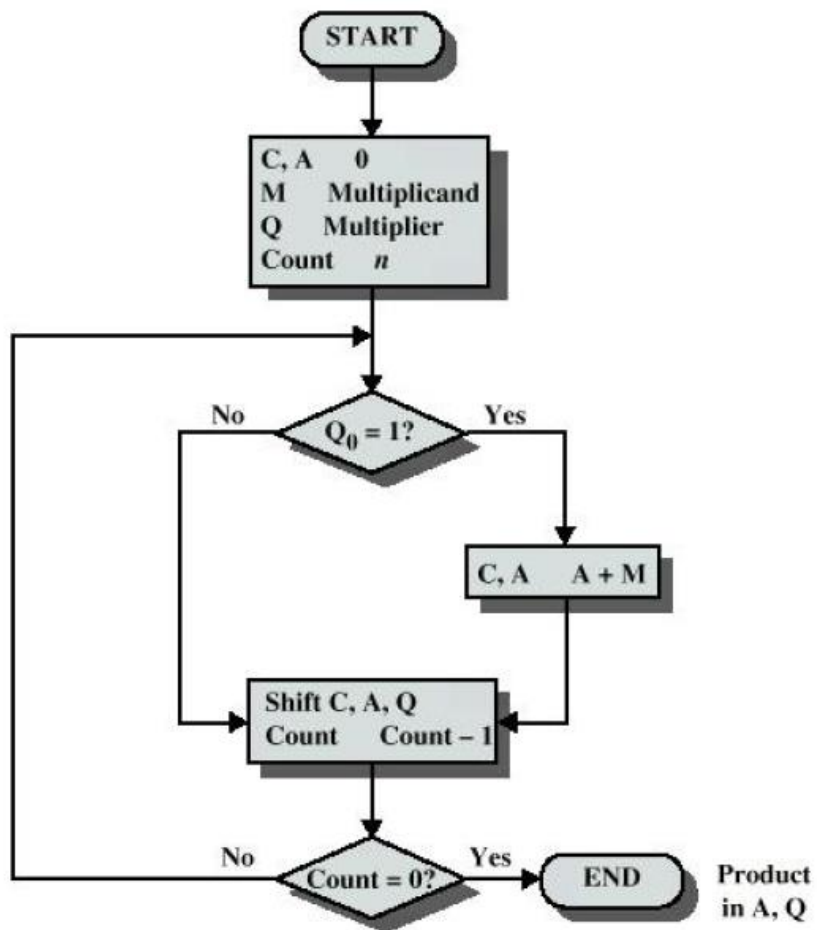 START
C, A 0
M Multiplicand
Q Multiplier
Count n
No
Q0 = 1?
Yes
C, A A + M
Shift C, A, Q
Count Count – 1
No
Count = 0?
Yes
END
Product
in A, Q